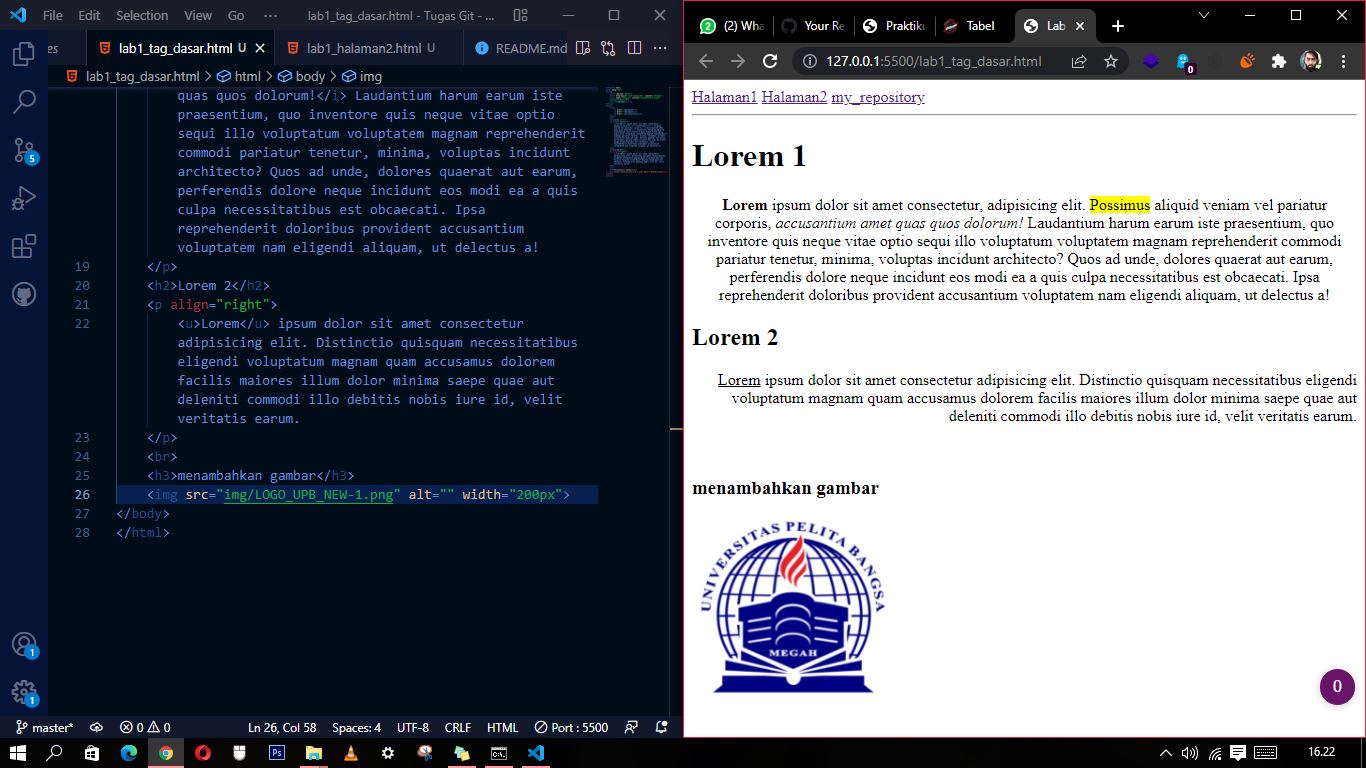 File Edit Selection View Go ··· lab1_tag_dasar.html - Tugas Git - ...
es lab1_tag_dasar.html U lab1_halaman2.html U README.md
lab1_tag_dasar.html > html > body > img
quas quos dolorum!</i> Laudantium harum earum iste
praesentium, quo inventore quis neque vitae optio
sequi illo voluptatum voluptatem magnam reprehenderit
commodi pariatur tenetur, minima, voluptas incidunt
architecto? Quos ad unde, dolores quaerat aut earum,
perferendis dolore neque incidunt eos modi ea a quis
culpa necessitatibus est obcaecati. Ipsa
reprehenderit doloribus provident accusantium
voluptatem nam eligendi aliquam, ut delectus a!
19 </p>
20 <h2>Lorem 2</h2>
21 <p align="right">
22 <u>Lorem</u> ipsum dolor sit amet consectetur
adipisicing elit. Distinctio quisquam necessitatibus
eligendi voluptatum magnam quam accusamus dolorem
facilis maiores illum dolor minima saepe quae aut
deleniti commodi illo debitis nobis iure id, velit
veritatis earum.
23 </p>
24 <br>
25 <h3>menambahkan gambar</h3>
26 <img src="img/LOGO_UPB_NEW-1.png" alt="" width="200px">
27 </body>
28 </html>
5
1
1
master* 0 0 Ln 26, Col 58 Spaces: 4 UTF-8 CRLF HTML Port : 5500
2 (2) Wha Your Re Praktiku Tabel Lab
127.0.0.1:5500/lab1_tag_dasar.html 0
Halaman1 Halaman2 my_repository
Lorem 1
Lorem ipsum dolor sit amet consectetur, adipisicing elit. Possimus aliquid veniam vel pariatur
corporis, accusantium amet quas quos dolorum! Laudantium harum earum iste praesentium, quo
inventore quis neque vitae optio sequi illo voluptatum voluptatem magnam reprehenderit commodi
pariatur tenetur, minima, voluptas incidunt architecto? Quos ad unde, dolores quaerat aut earum,
perferendis dolore neque incidunt eos modi ea a quis culpa necessitatibus est obcaecati. Ipsa
reprehenderit doloribus provident accusantium voluptatem nam eligendi aliquam, ut delectus a!
Lorem 2
Lorem ipsum dolor sit amet consectetur adipisicing elit. Distinctio quisquam necessitatibus eligendi
voluptatum magnam quam accusamus dolorem facilis maiores illum dolor minima saepe quae aut
deleniti commodi illo debitis nobis iure id, velit veritatis earum.
menambahkan gambar
UNIVERSITAS PELITA BANGSA
MEGAH
0
Ps 16.22